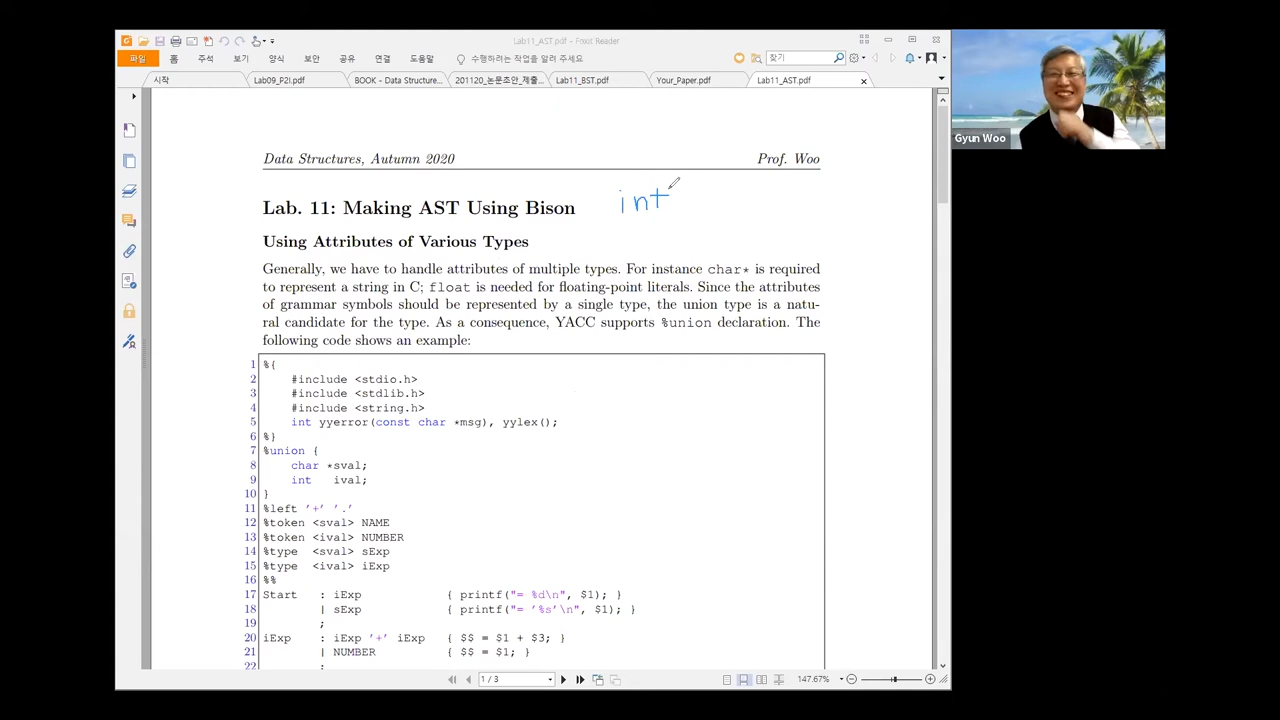 Lab11_AST.pdf - Foxit Reader
파일 홈 주석 보기 양식 보안 공유 연결 도움말 수행하려는 작업을 알려 주세요 찾기
시작 Lab09_P2I.pdf BOOK - Data Structure... 201120_논문초안_제출... Lab11_BST.pdf Your_Paper.pdf Lab11_AST.pdf
Gyun Woo
Data Structures, Autumn 2020 Prof. Woo
int
Lab. 11: Making AST Using Bison
Using Attributes of Various Types
Generally, we have to handle attributes of multiple types. For instance char* is required
to represent a string in C; float is needed for floating-point literals. Since the attributes
of grammar symbols should be represented by a single type, the union type is a natu-
ral candidate for the type. As a consequence, YACC supports %union declaration. The
following code shows an example:
1 %{
2 #include <stdio.h>
3 #include <stdlib.h>
4 #include <string.h>
5 int yyerror(const char *msg), yylex();
6 %}
7 %union {
8 char *sval;
9 int ival;
10 }
11 %left '+' '.'
12 %token <sval> NAME
13 %token <ival> NUMBER
14 %type <sval> sExp
15 %type <ival> iExp
16 %%
17 Start : iExp { printf("= %d\n", $1); }
18 | sExp { printf("= '%s'\n", $1); }
19 ;
20 iExp : iExp '+' iExp { $$ = $1 + $3; }
21 | NUMBER { $$ = $1; }
22 ;
1 / 3 147.67%